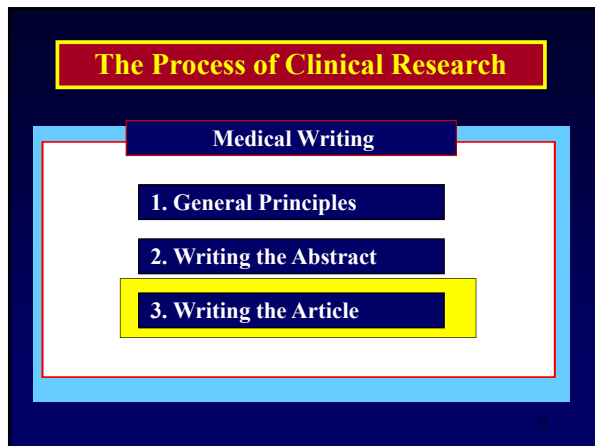 The Process of Clinical Research
Medical Writing
1. General Principles
2. Writing the Abstract
3. Writing the Article